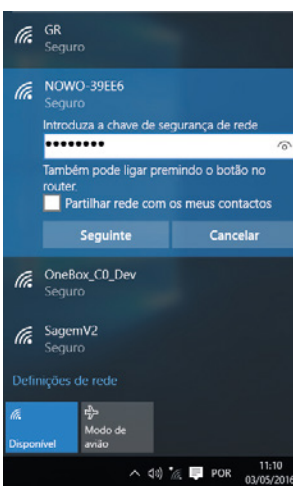 GR
Seguro
NOWO-39EE6
Seguro
Introduza a chave de segurança de rede
••••••••
Também pode ligar premindo o botão no
router.
Partilhar rede com os meus contactos
Seguinte Cancelar
OneBox_C0_Dev
Seguro
SagemV2
Seguro
Definições de rede
Disponível
Modo de
avião
POR
11:10
03/05/2016